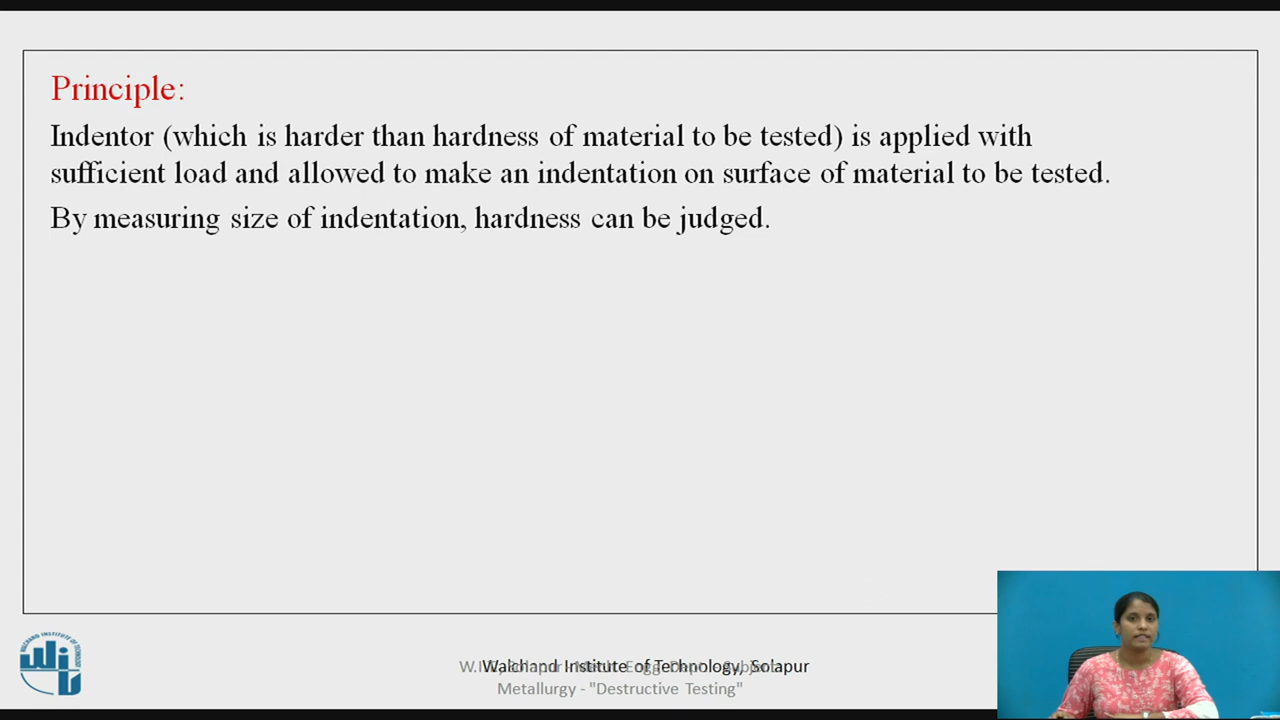 Principle:
Indentor (which is harder than hardness of material to be tested) is applied with
sufficient load and allowed to make an indentation on surface of material to be tested.
By measuring size of indentation, hardness can be judged.
Walchand Institute of Technology, Solapur
Metallurgy - "Destructive Testing"